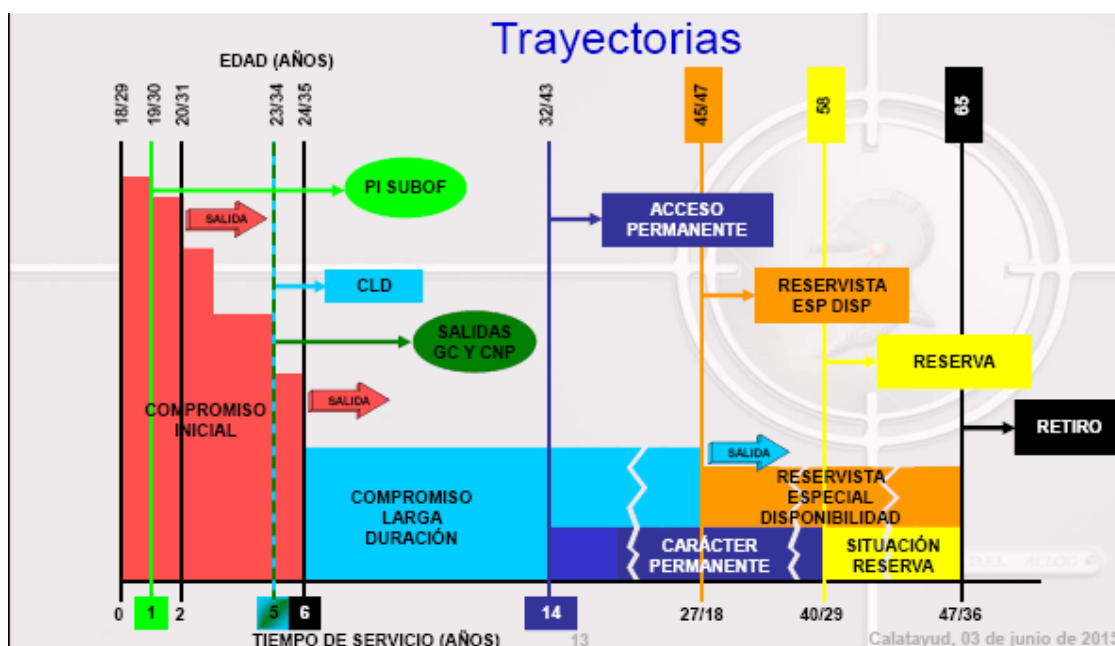 Trayectorias
EDAD (AÑOS)
18/29
19/30
20/31
23/34
24/35
32/43
45/47
58
65
PI SUBOF
SALIDA
ACCESO
PERMANENTE
CLD
RESERVISTA
ESP DISP
SALIDAS
GC Y CNP
RESERVA
SALIDA
COMPROMISO
INICIAL
RETIRO
SALIDA
COMPROMISO
LARGA
DURACIÓN
RESERVISTA
ESPECIAL
DISPONIBILIDAD
CARÁCTER
PERMANENTE
SITUACIÓN
RESERVA
0
1
2
5
6
14
27/18
40/29
47/36
TIEMPO DE SERVICIO (AÑOS)
13
Calatayud, 03 de junio de 2015